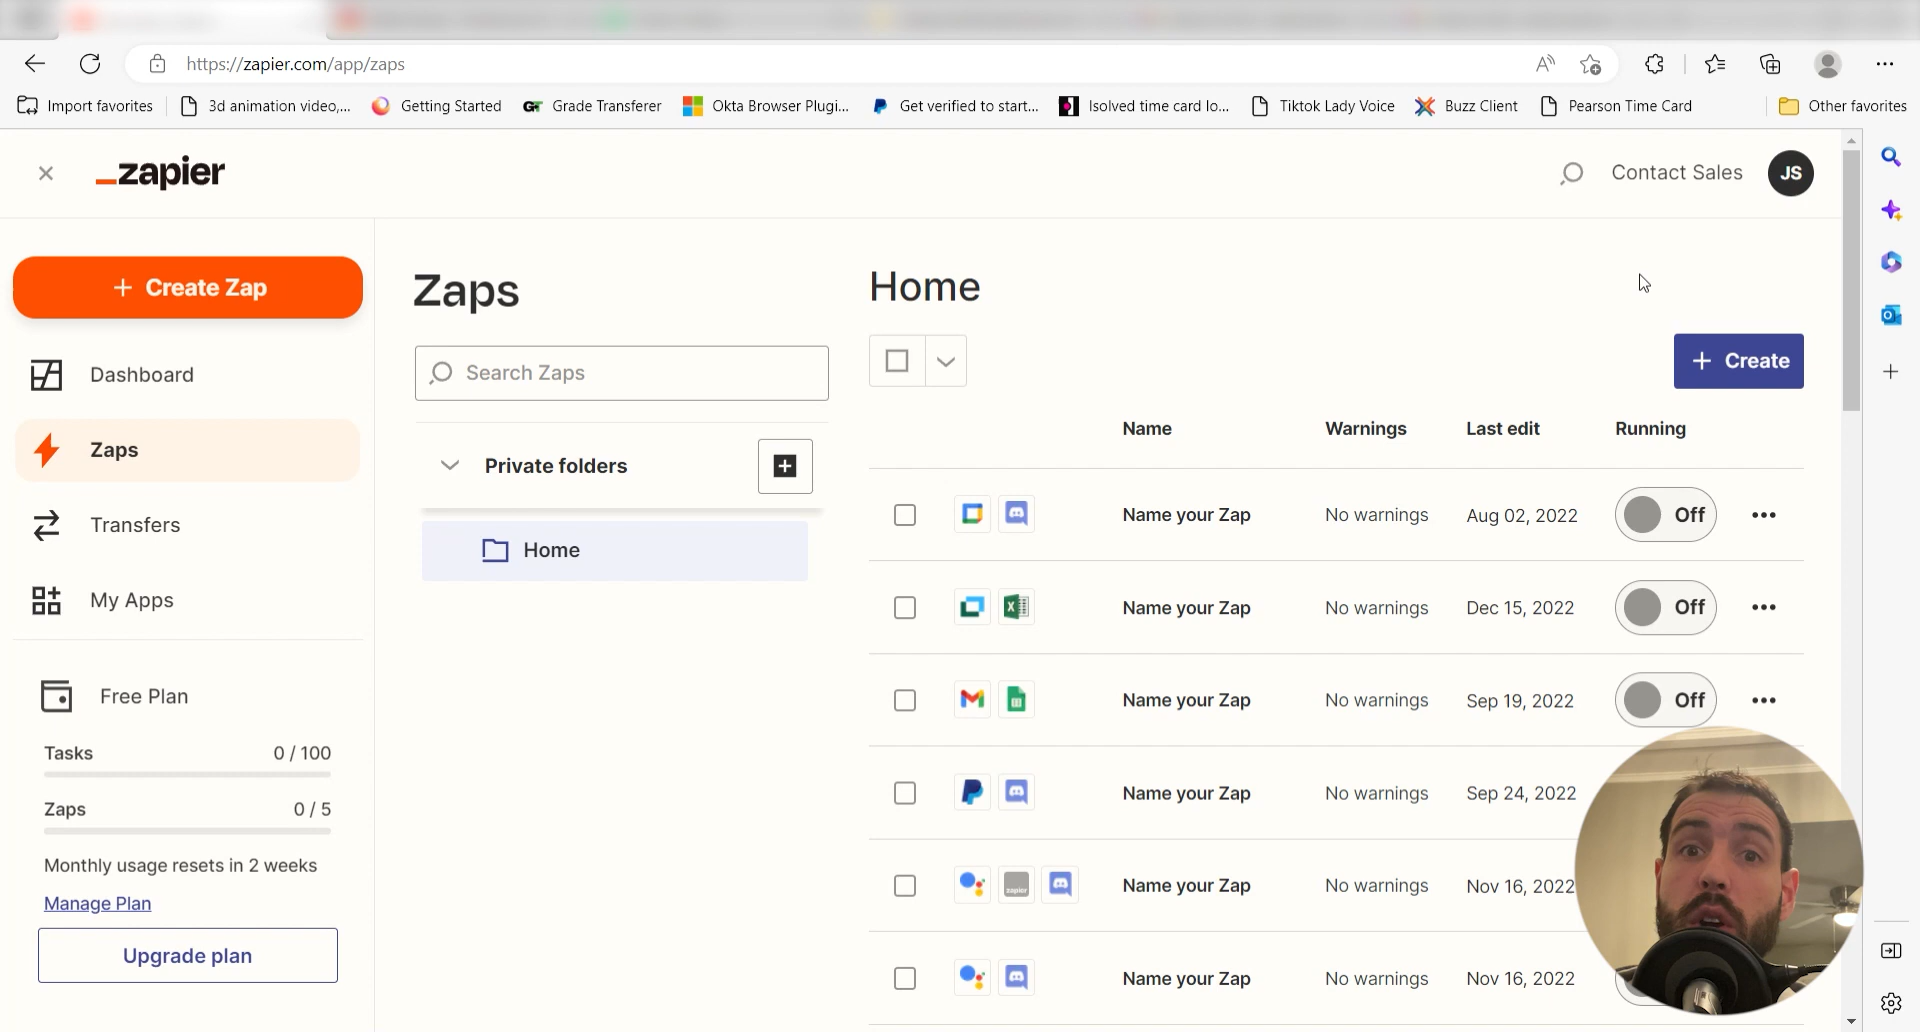 https://zapier.com/app/zaps
Import favorites
3d animation video,...
Getting Started
GT
Grade Transferer
Okta Browser Plugi...
Get verified to start...
Isolved time card lo...
Tiktok Lady Voice
Buzz Client
Pearson Time Card
Other favorites
zapier
Contact Sales
JS
+ Create Zap
Dashboard
Zaps
Transfers
My Apps
Free Plan
Tasks 0 / 100
Zaps 0 / 5
Monthly usage resets in 2 weeks
Manage Plan
Upgrade plan
Zaps
Search Zaps
Private folders
Home
Home
+ Create
Name Warnings Last edit Running
Name your Zap No warnings Aug 02, 2022 Off
Name your Zap No warnings Dec 15, 2022 Off
Name your Zap No warnings Sep 19, 2022 Off
Name your Zap No warnings Sep 24, 2022
zapier
Name your Zap No warnings Nov 16, 2022
Name your Zap No warnings Nov 16, 2022